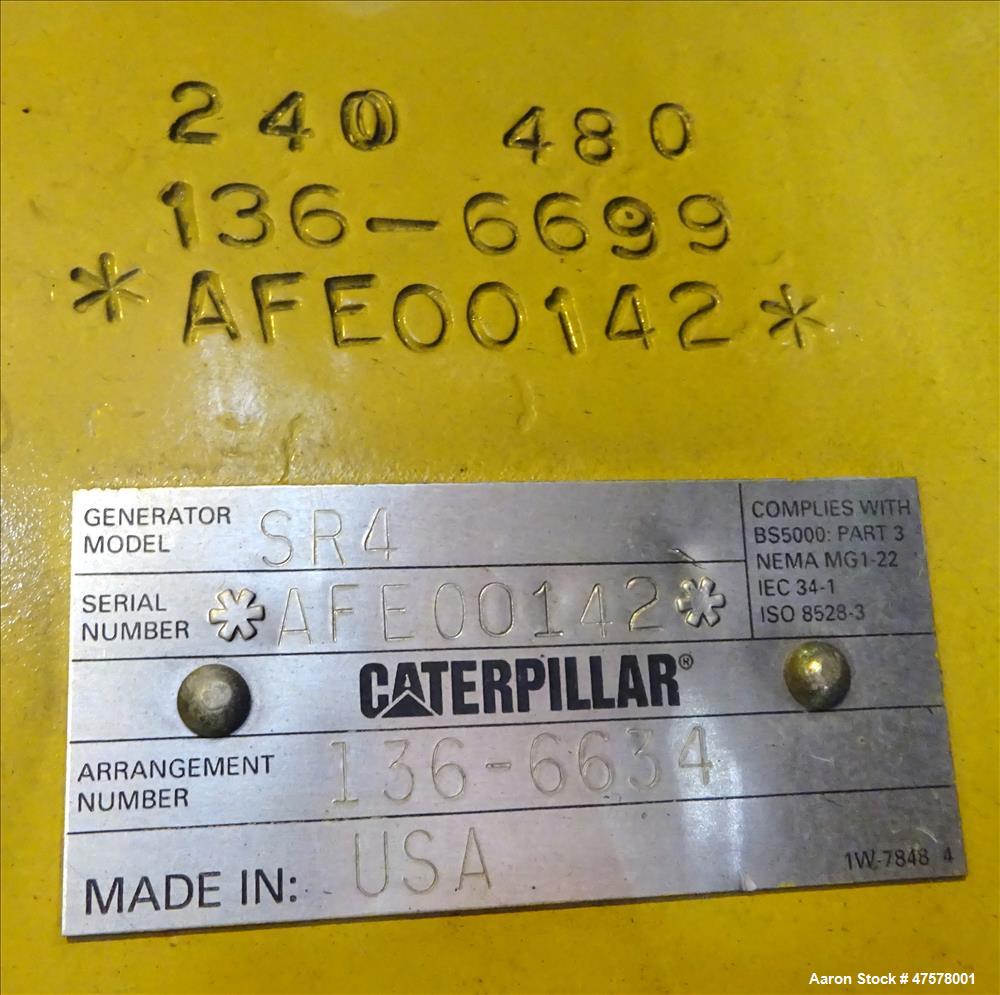 240 480
136-6699
*AFE00142*
GENERATOR MODEL SR4
SERIAL NUMBER *AFE00142*
COMPLIES WITH
BS5000: PART 3
NEMA MG1-22
IEC 34-1
ISO 8528-3
CATERPILLAR®
ARRANGEMENT NUMBER 136-6634
MADE IN: USA
1W-7848 4
Aaron Stock # 47578001